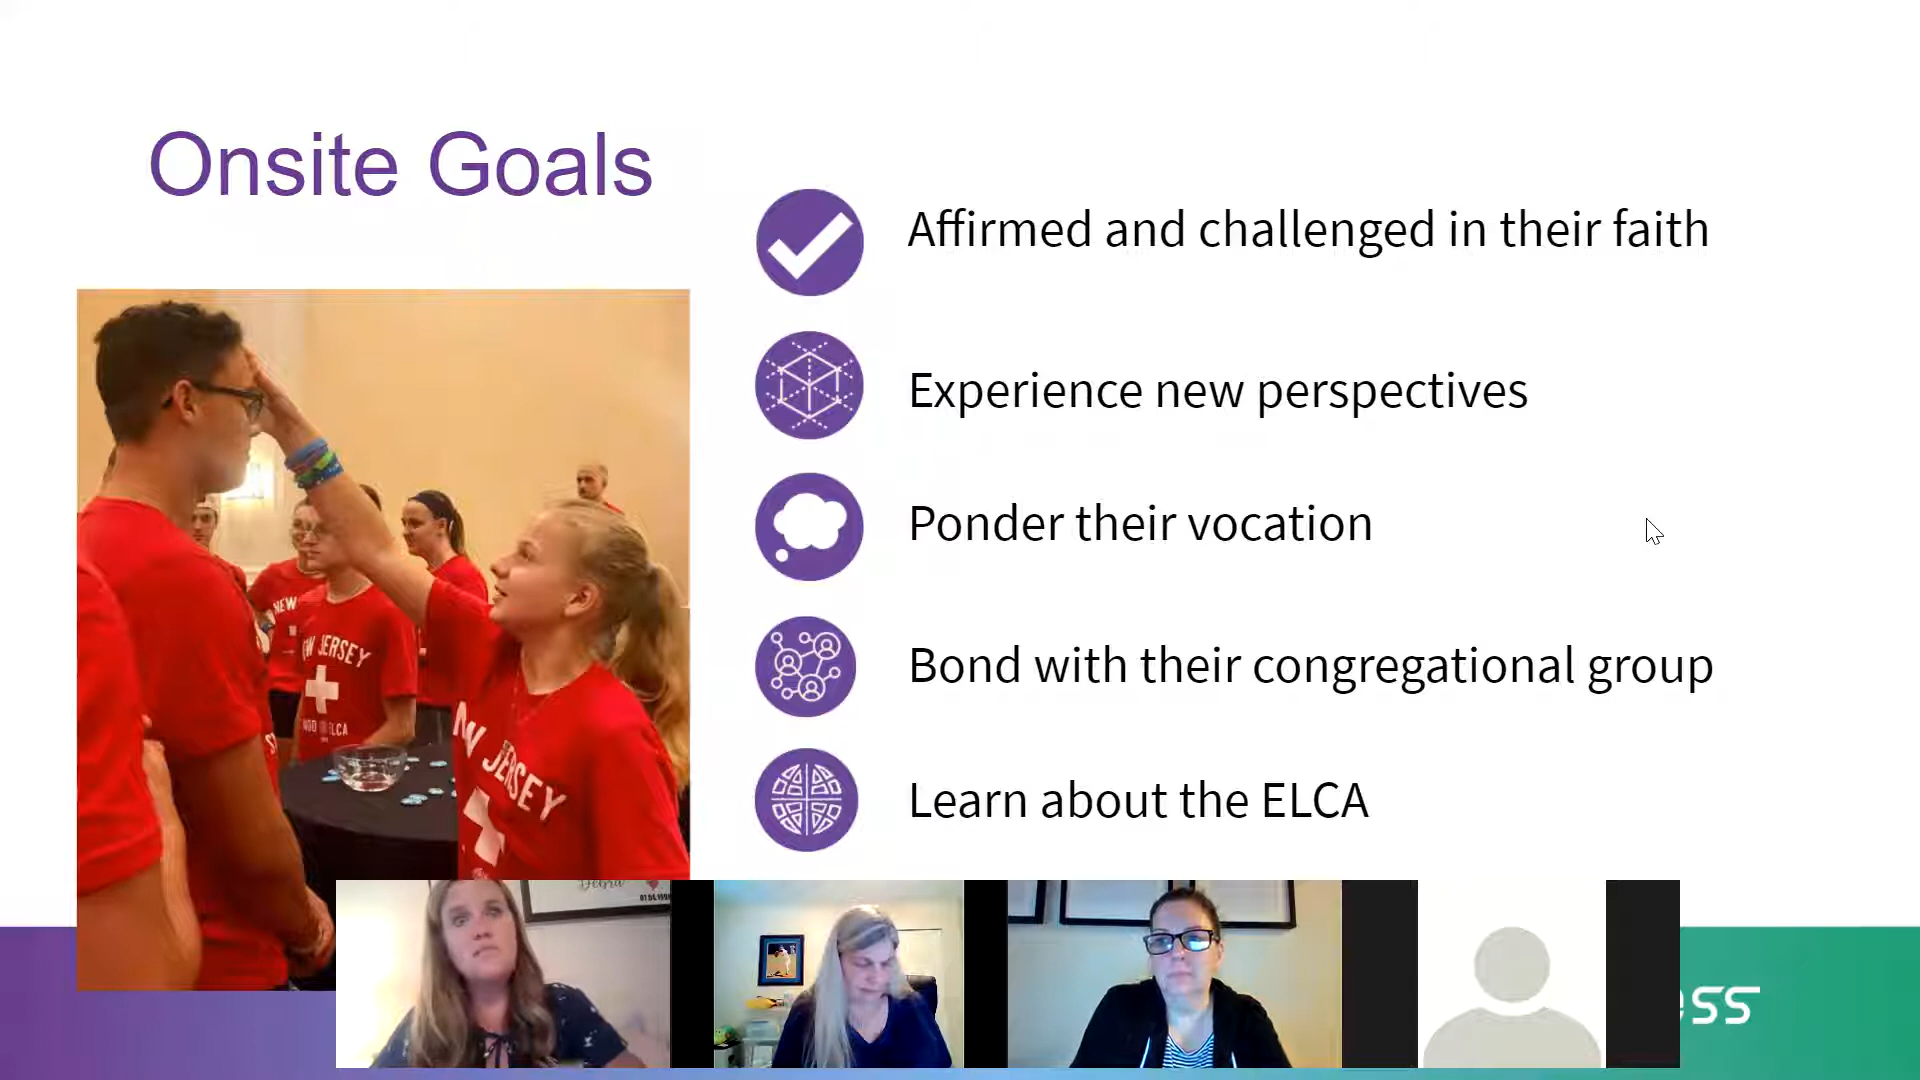 Onsite Goals
Affirmed and challenged in their faith
Experience new perspectives
Ponder their vocation
Bond with their congregational group
Learn about the ELCA
NEW
NEW JERSEY
ELCA
NEW JERSEY
ess